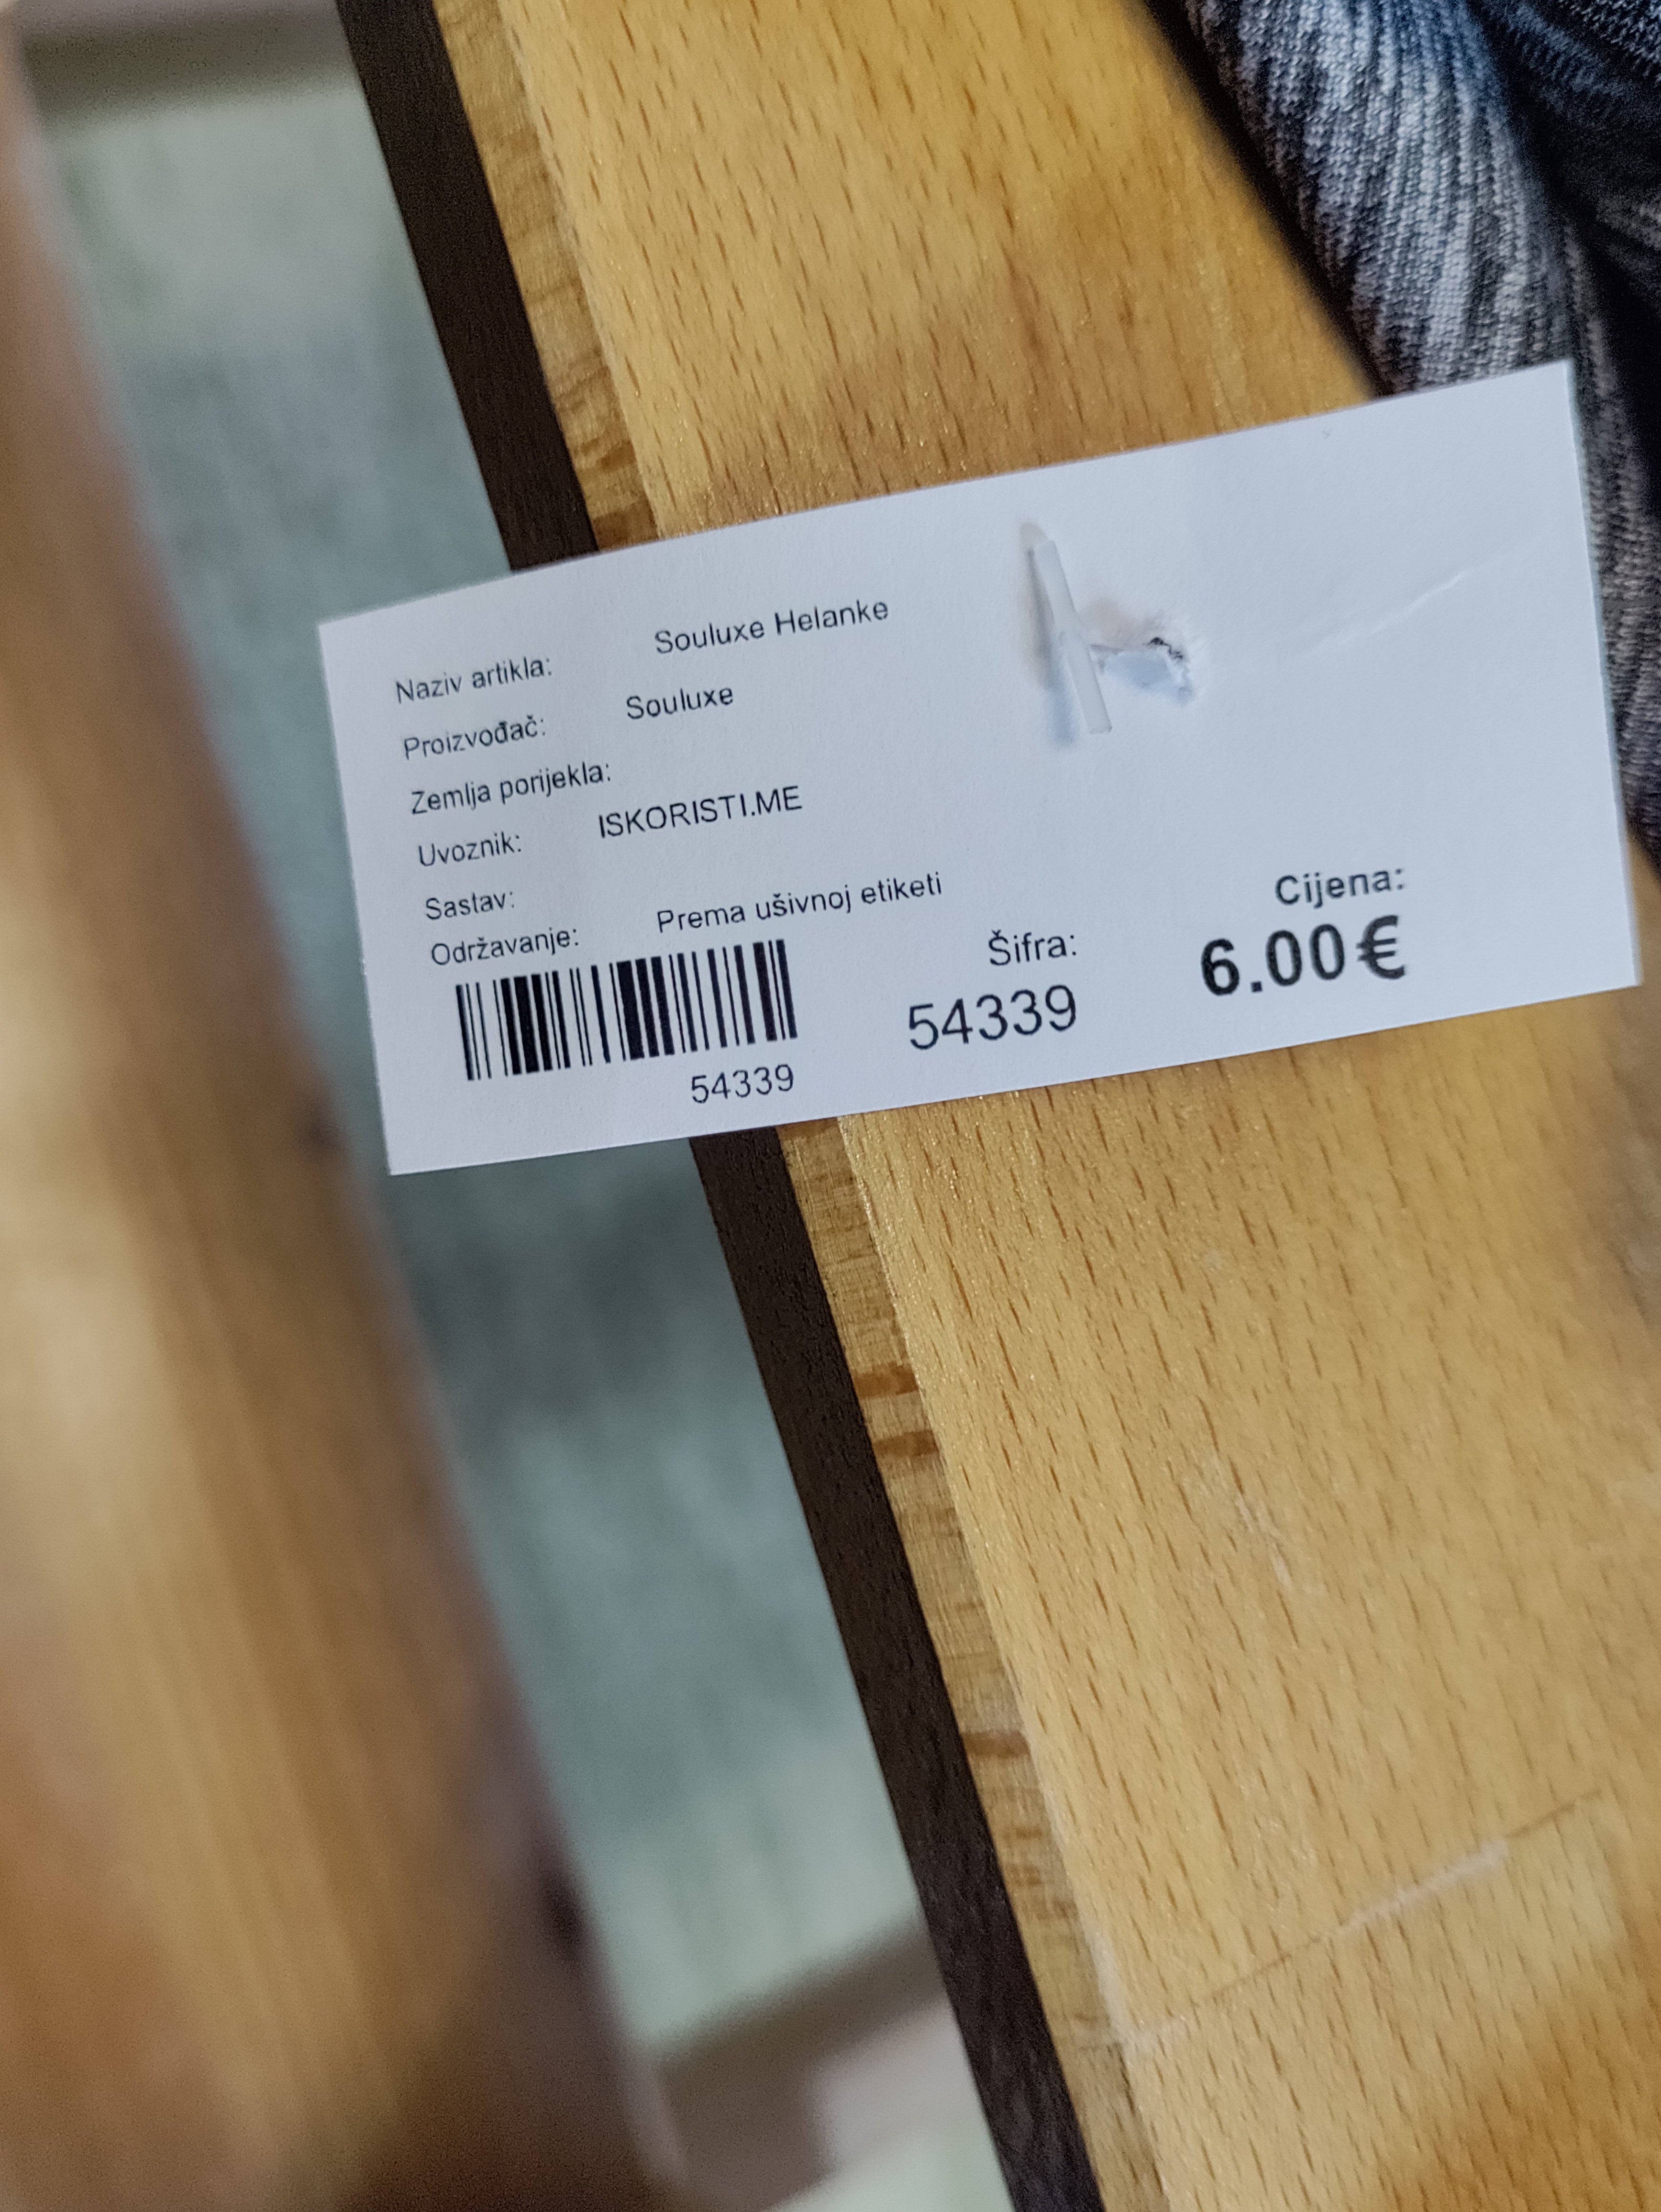 Naziv artikla: Souluxe Helanke
Proizvođač: Souluxe
Zemlja porijekla:
Uvoznik: ISKORISTI.ME
Sastav:
Održavanje: Prema ušivnoj etiketi
54339
Šifra:
54339
Cijena:
6.00€